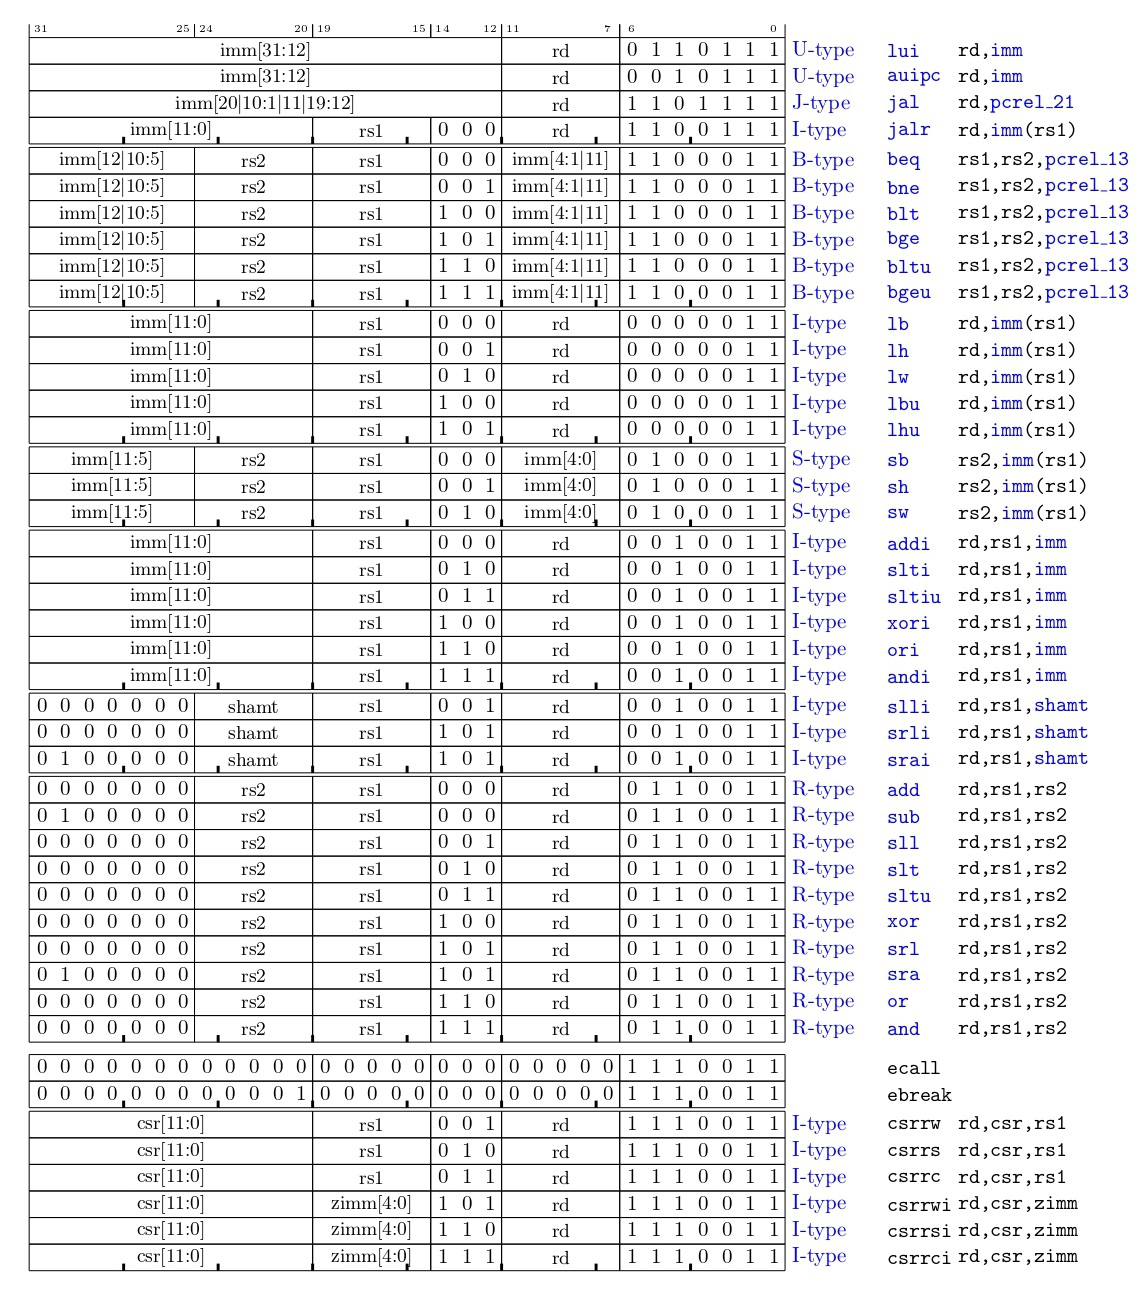 31 25 24 20 19 15 14 12 11 7 6 0
imm[31:12] rd 0 1 1 0 1 1 1 U-type lui rd,imm
imm[31:12] rd 0 0 1 0 1 1 1 U-type auipc rd,imm
imm[20|10:1|11|19:12] rd 1 1 0 1 1 1 1 J-type jal rd,pcrel_21
imm[11:0] rs1 0 0 0 rd 1 1 0 0 1 1 1 I-type jalr rd,imm(rs1)
imm[12|10:5] rs2 rs1 0 0 0 imm[4:1|11] 1 1 0 0 0 1 1 B-type beq rs1,rs2,pcrel_13
imm[12|10:5] rs2 rs1 0 0 1 imm[4:1|11] 1 1 0 0 0 1 1 B-type bne rs1,rs2,pcrel_13
imm[12|10:5] rs2 rs1 1 0 0 imm[4:1|11] 1 1 0 0 0 1 1 B-type blt rs1,rs2,pcrel_13
imm[12|10:5] rs2 rs1 1 0 1 imm[4:1|11] 1 1 0 0 0 1 1 B-type bge rs1,rs2,pcrel_13
imm[12|10:5] rs2 rs1 1 1 0 imm[4:1|11] 1 1 0 0 0 1 1 B-type bltu rs1,rs2,pcrel_13
imm[12|10:5] rs2 rs1 1 1 1 imm[4:1|11] 1 1 0 0 0 1 1 B-type bgeu rs1,rs2,pcrel_13
imm[11:0] rs1 0 0 0 rd 0 0 0 0 0 1 1 I-type lb rd,imm(rs1)
imm[11:0] rs1 0 0 1 rd 0 0 0 0 0 1 1 I-type lh rd,imm(rs1)
imm[11:0] rs1 0 1 0 rd 0 0 0 0 0 1 1 I-type lw rd,imm(rs1)
imm[11:0] rs1 1 0 0 rd 0 0 0 0 0 1 1 I-type lbu rd,imm(rs1)
imm[11:0] rs1 1 0 1 rd 0 0 0 0 0 1 1 I-type lhu rd,imm(rs1)
imm[11:5] rs2 rs1 0 0 0 imm[4:0] 0 1 0 0 0 1 1 S-type sb rs2,imm(rs1)
imm[11:5] rs2 rs1 0 0 1 imm[4:0] 0 1 0 0 0 1 1 S-type sh rs2,imm(rs1)
imm[11:5] rs2 rs1 0 1 0 imm[4:0] 0 1 0 0 0 1 1 S-type sw rs2,imm(rs1)
imm[11:0] rs1 0 0 0 rd 0 0 1 0 0 1 1 I-type addi rd,rs1,imm
imm[11:0] rs1 0 1 0 rd 0 0 1 0 0 1 1 I-type slti rd,rs1,imm
imm[11:0] rs1 0 1 1 rd 0 0 1 0 0 1 1 I-type sltiu rd,rs1,imm
imm[11:0] rs1 1 0 0 rd 0 0 1 0 0 1 1 I-type xori rd,rs1,imm
imm[11:0] rs1 1 1 0 rd 0 0 1 0 0 1 1 I-type ori rd,rs1,imm
imm[11:0] rs1 1 1 1 rd 0 0 1 0 0 1 1 I-type andi rd,rs1,imm
0 0 0 0 0 0 0 shamt rs1 0 0 1 rd 0 0 1 0 0 1 1 I-type slli rd,rs1,shamt
0 0 0 0 0 0 0 shamt rs1 1 0 1 rd 0 0 1 0 0 1 1 I-type srli rd,rs1,shamt
0 1 0 0 0 0 0 shamt rs1 1 0 1 rd 0 0 1 0 0 1 1 I-type srai rd,rs1,shamt
0 0 0 0 0 0 0 rs2 rs1 0 0 0 rd 0 1 1 0 0 1 1 R-type add rd,rs1,rs2
0 1 0 0 0 0 0 rs2 rs1 0 0 0 rd 0 1 1 0 0 1 1 R-type sub rd,rs1,rs2
0 0 0 0 0 0 0 rs2 rs1 0 0 1 rd 0 1 1 0 0 1 1 R-type sll rd,rs1,rs2
0 0 0 0 0 0 0 rs2 rs1 0 1 0 rd 0 1 1 0 0 1 1 R-type slt rd,rs1,rs2
0 0 0 0 0 0 0 rs2 rs1 0 1 1 rd 0 1 1 0 0 1 1 R-type sltu rd,rs1,rs2
0 0 0 0 0 0 0 rs2 rs1 1 0 0 rd 0 1 1 0 0 1 1 R-type xor rd,rs1,rs2
0 0 0 0 0 0 0 rs2 rs1 1 0 1 rd 0 1 1 0 0 1 1 R-type srl rd,rs1,rs2
0 1 0 0 0 0 0 rs2 rs1 1 0 1 rd 0 1 1 0 0 1 1 R-type sra rd,rs1,rs2
0 0 0 0 0 0 0 rs2 rs1 1 1 0 rd 0 1 1 0 0 1 1 R-type or rd,rs1,rs2
0 0 0 0 0 0 0 rs2 rs1 1 1 1 rd 0 1 1 0 0 1 1 R-type and rd,rs1,rs2
0 0 0 0 0 0 0 0 0 0 0 0 0 0 0 0 0 0 0 0 0 0 0 0 0 1 1 1 0 0 1 1 ecall
0 0 0 0 0 0 0 0 0 0 0 1 0 0 0 0 0 0 0 0 0 0 0 0 0 1 1 1 0 0 1 1 ebreak
csr[11:0] rs1 0 0 1 rd 1 1 1 0 0 1 1 I-type csrrw rd,csr,rs1
csr[11:0] rs1 0 1 0 rd 1 1 1 0 0 1 1 I-type csrrs rd,csr,rs1
csr[11:0] rs1 0 1 1 rd 1 1 1 0 0 1 1 I-type csrrc rd,csr,rs1
csr[11:0] zimm[4:0] 1 0 1 rd 1 1 1 0 0 1 1 I-type csrrwi rd,csr,zimm
csr[11:0] zimm[4:0] 1 1 0 rd 1 1 1 0 0 1 1 I-type csrrsi rd,csr,zimm
csr[11:0] zimm[4:0] 1 1 1 rd 1 1 1 0 0 1 1 I-type csrrci rd,csr,zimm